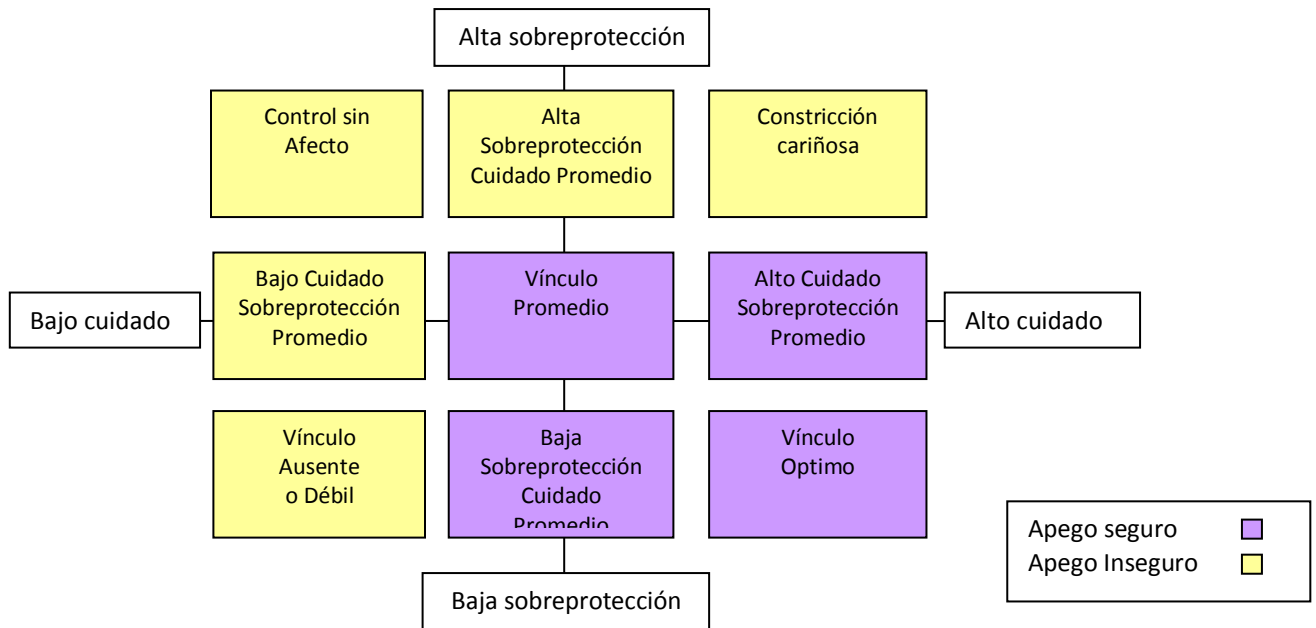 Alta sobreprotección
Control sin
Afecto
Alta
Sobreprotección
Cuidado Promedio
Constricción
cariñosa
Bajo cuidado
Bajo Cuidado
Sobreprotección
Promedio
Vínculo
Promedio
Alto Cuidado
Sobreprotección
Promedio
Alto cuidado
Vínculo
Ausente
o Débil
Baja
Sobreprotección
Cuidado
Promedio
Vínculo
Optimo
Baja sobreprotección
Apego seguro
Apego Inseguro